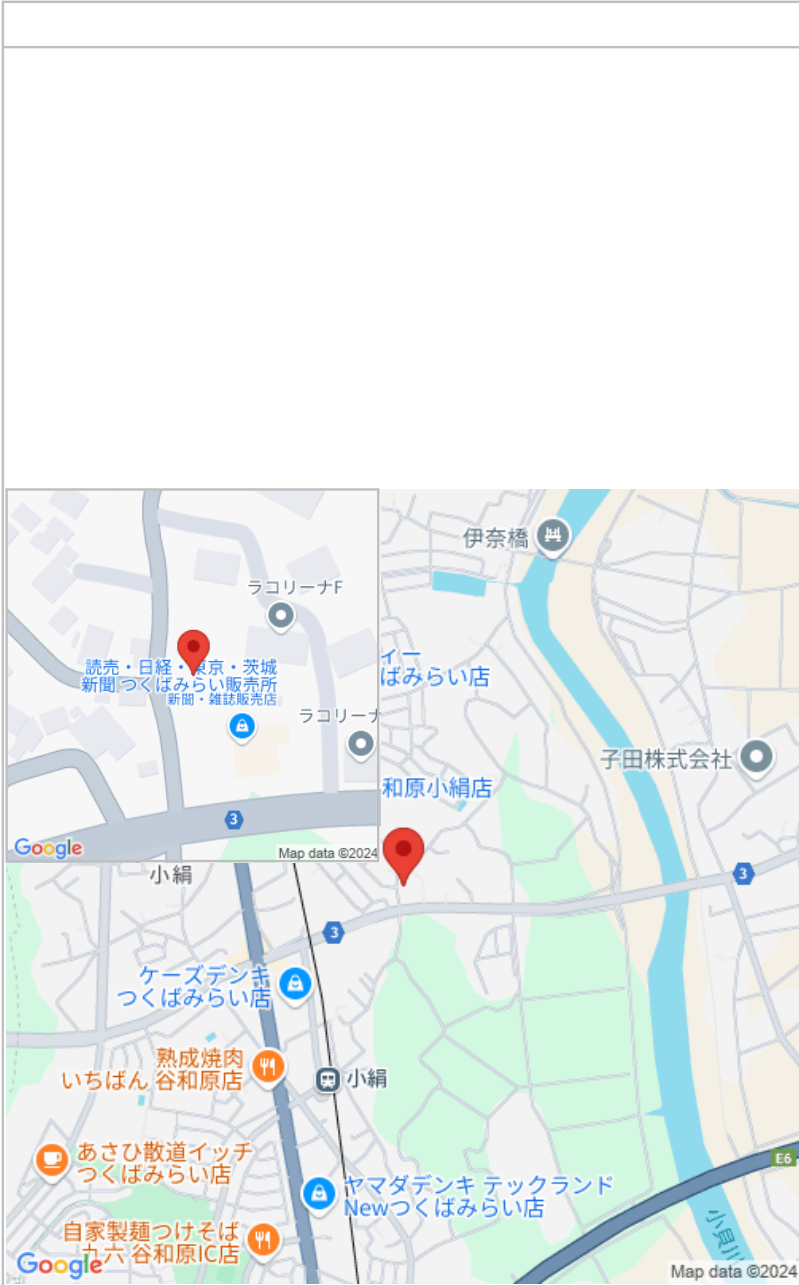 ラコリーナF
読売・日経・東京・茨城
新聞 つくばみらい販売所
新聞・雑誌販売店
ラコリーナ
3
Google
Map data ©2024
伊奈橋
ィー
ばみらい店
子田株式会社
和原小絹店
3
小絹
3
ケーズデンキ
つくばみらい店
熟成焼肉
いちばん 谷和原店
小絹
あさひ散道イッチ
つくばみらい店
E6
ヤマダデンキ テックランド
Newつくばみらい店
自家製麺つけそば
九六 谷和原IC店
小貝川
Google
Map data ©2024